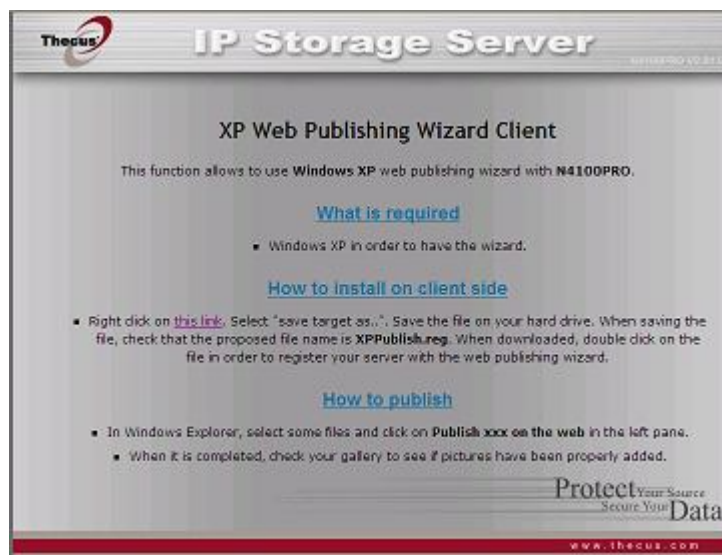 Thecus
IP Storage Server
XP Web Publishing Wizard Client
This function allows to use Windows XP web publishing wizard with N4100PRO.
What is required
Windows XP in order to have the wizard.
How to install on client side
Right click on this link. Select "save target as..". Save the file on your hard drive. When saving the
file, check that the proposed file name is XPPublish.reg. When downloaded, double click on the
file in order to register your server with the web publishing wizard.
How to publish
In Windows Explorer, select some files and click on Publish xxx on the web in the left pane.
When it is completed, check your gallery to see if pictures have been properly added.
Protect Your Source
Secure Your Data
www.thecus.com